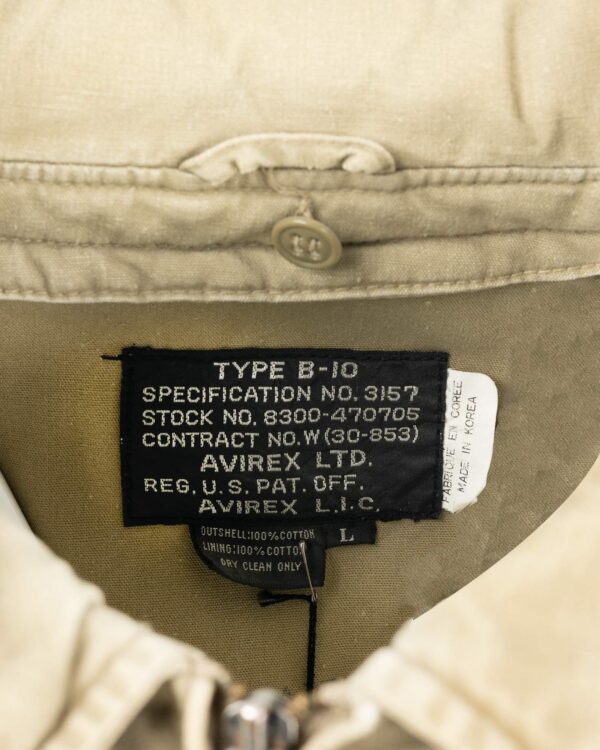 TYPE B-10
SPECIFICATION NO. 3157
STOCK NO. 8300-470705
CONTRACT NO. W (30-853)
AVIREX LTD.
REG. U.S. PAT. OFF.
AVIREX L.I.C.
FABRIQUE EN COREE
MADE IN KOREA
OUTSHELL:100% COTTON
LINING:100% COTTO
DRY CLEAN ONLY
L